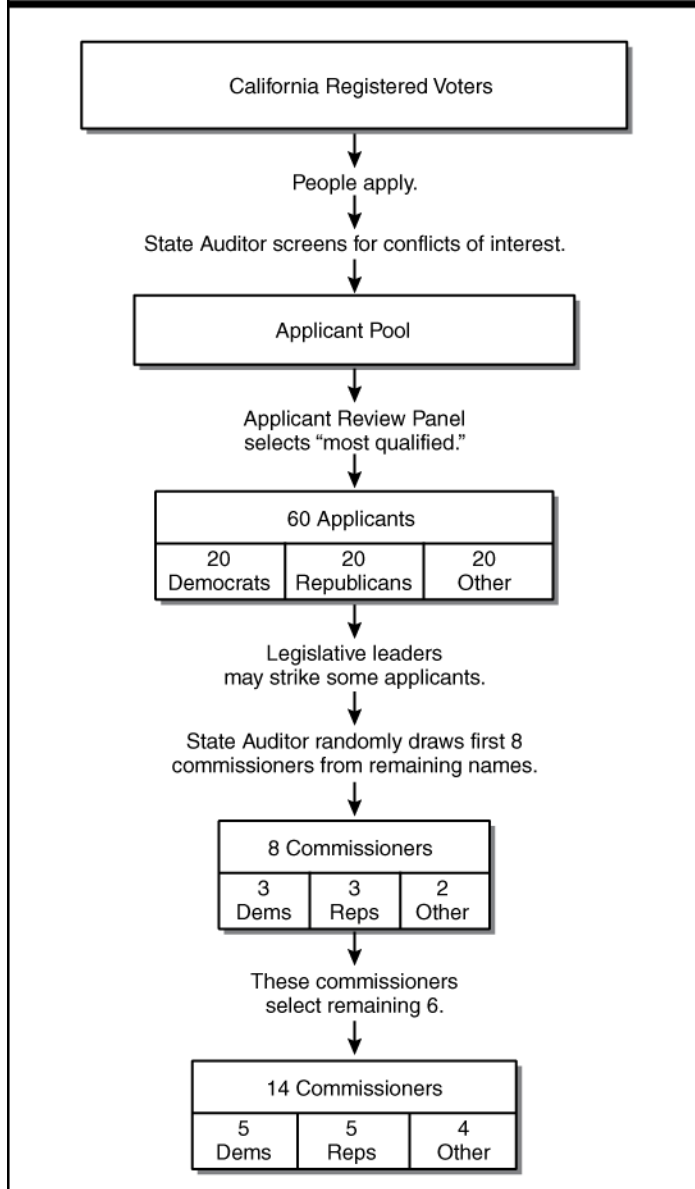 California Registered Voters
People apply.
State Auditor screens for conflicts of interest.
Applicant Pool
Applicant Review Panel
selects “most qualified.”
60 Applicants
20 20 20
Democrats Republicans Other
Legislative leaders
may strike some applicants.
State Auditor randomly draws first 8
commissioners from remaining names.
8 Commissioners
3 3 2
Dems Reps Other
These commissioners
select remaining 6.
14 Commissioners
5 5 4
Dems Reps Other